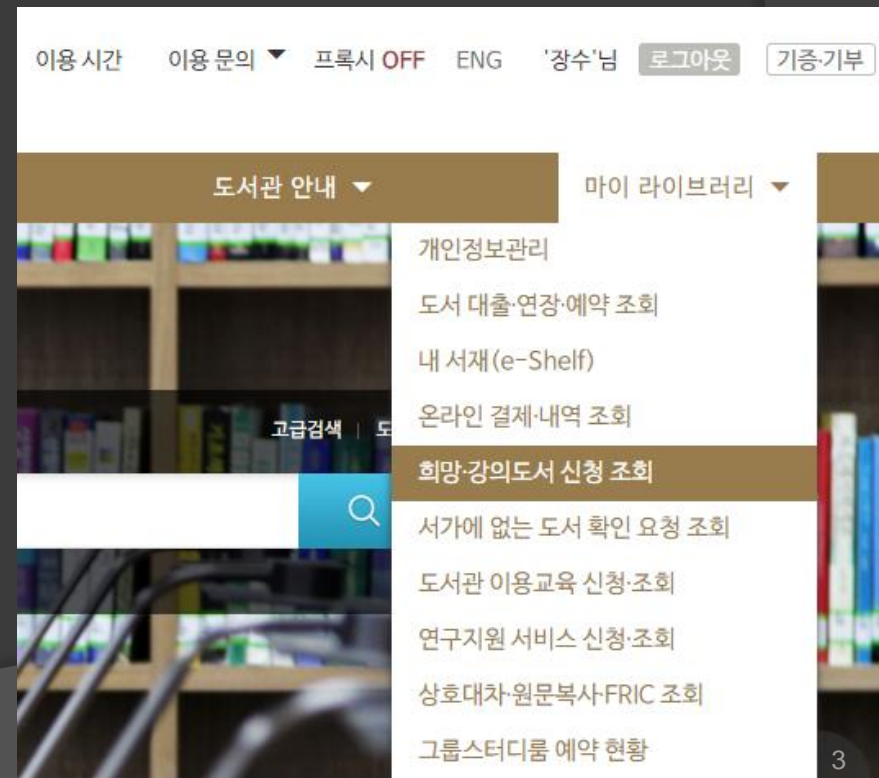 이용 시간 이용 문의 ▼ 프록시 OFF ENG '장수'님 로그아웃 기증·기부
도서관 안내 ▼ 마이 라이브러리 ▼
개인정보관리
도서 대출·연장·예약 조회
내 서재(e-Shelf)
온라인 결제·내역 조회
고급검색 | 도
희망·강의도서 신청 조회
서가에 없는 도서 확인 요청 조회
도서관 이용교육 신청·조회
연구지원 서비스 신청·조회
상호대차·원문복사·FRIC 조회
그룹스터디룸 예약 현황
3